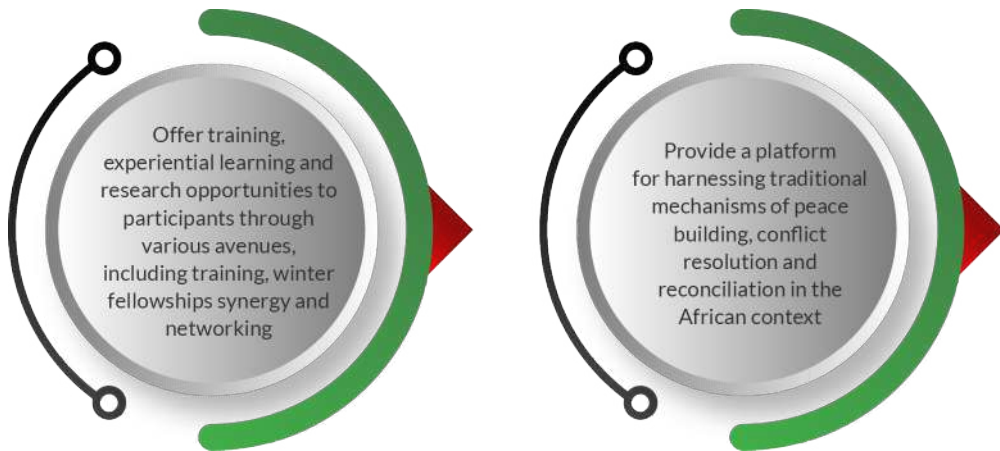 Offer training,
experiential learning and
research opportunities to
participants through
various avenues,
including training, winter
fellowships synergy and
networking
Provide a platform
for harnessing traditional
mechanisms of peace
building, conflict
resolution and
reconciliation in the
African context